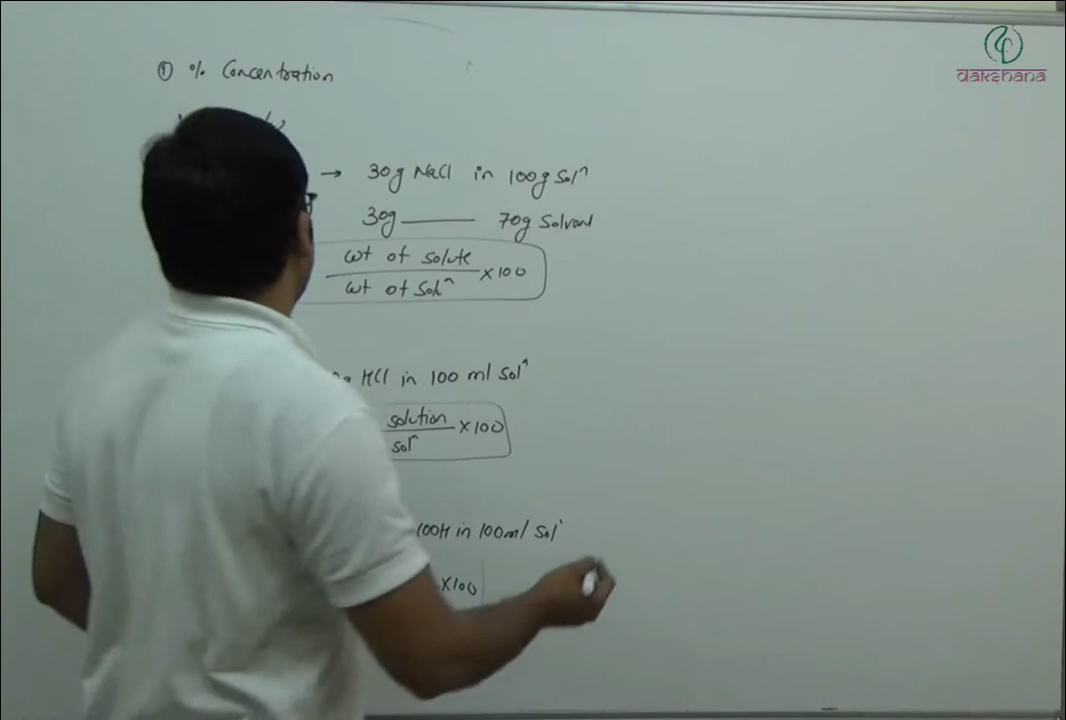 ① % Concentration
dakshana
→ 30g NaCl in 100g Sol^n
30g —— 70g Solvent
wt of solute
wt of sol^n ×100
HCl in 100 ml sol^n
solution
sol^n ×100
COOH in 100ml Sol^n
×100